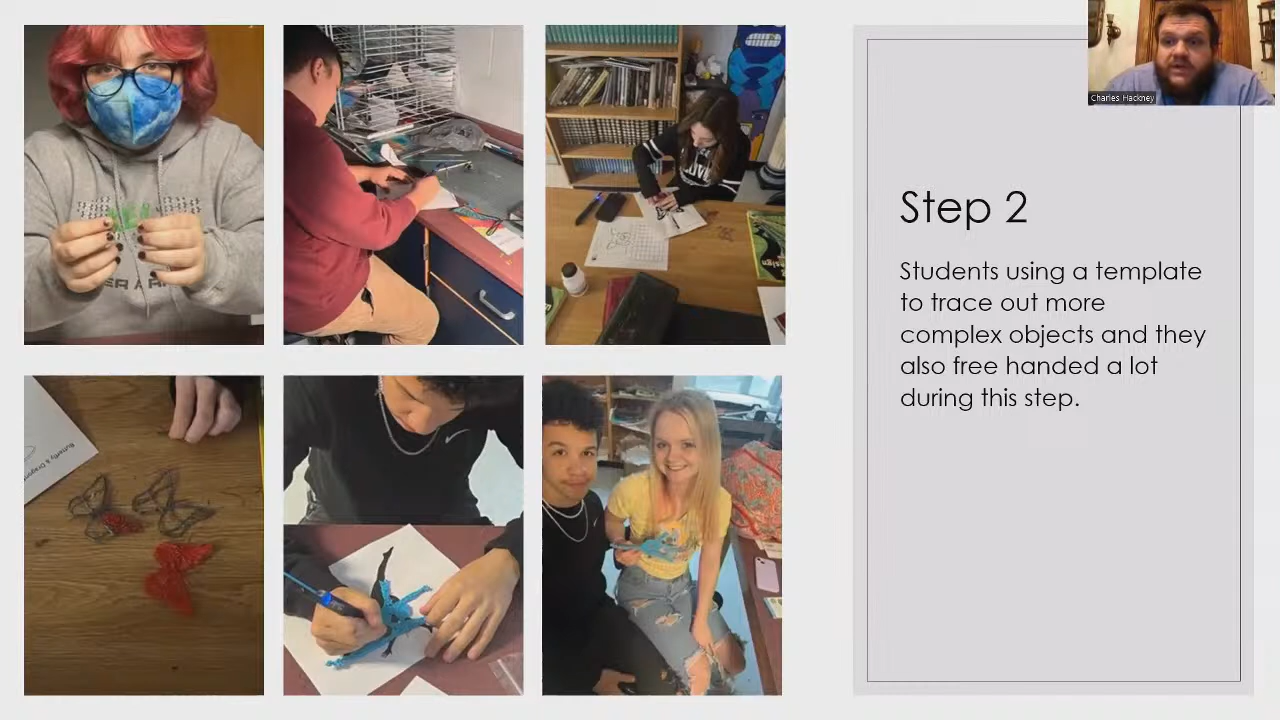 Charles Hackney
Step 2
Students using a template
to trace out more
complex objects and they
also free handed a lot
during this step.